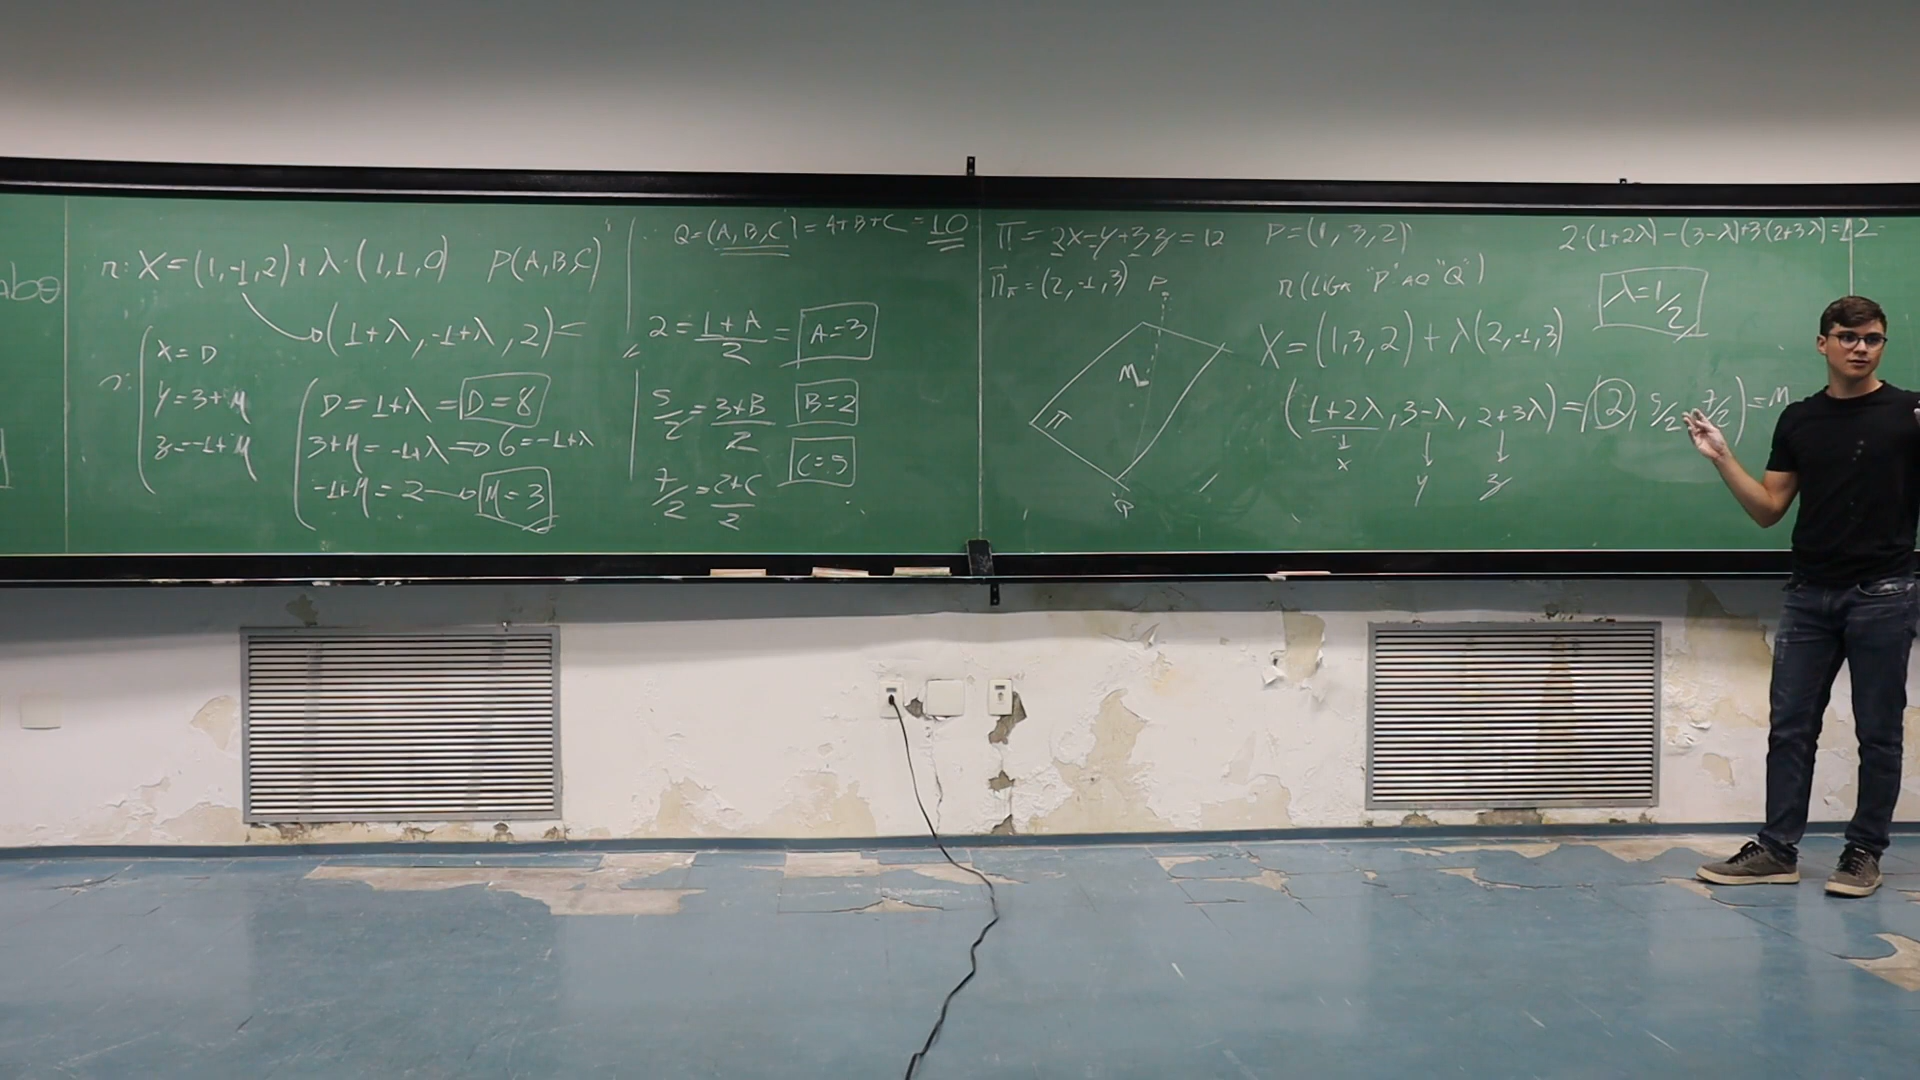 r: X=(1,-1,2)+λ·(1,1,0) P(A,B,C)
(1+λ, -1+λ, 2)=
r:
X=D
Y=3+M
z=-1+M
D=1+λ=D=8
3+M=-1+λ=>6=-1+λ
-1+M=2→M=3
Q=(A,B,C)=A+B+C=10
2=1+A/2=A=3
5/2=3+B/2 B=2
7/2=2+C/2 C=5
π=2X-Y+3z=12 P=(1,3,2)
n⃗π=(2,-1,3) P
M
π
Q
r(LIGA "P" AO "Q")
X=(1,3,2)+λ(2,-1,3)
(1+2λ, 3-λ, 2+3λ)=(2, 5/2, 7/2)=M
x y z
2·(1+2λ)-(3-λ)+3·(2+3λ)=12
λ=1/2